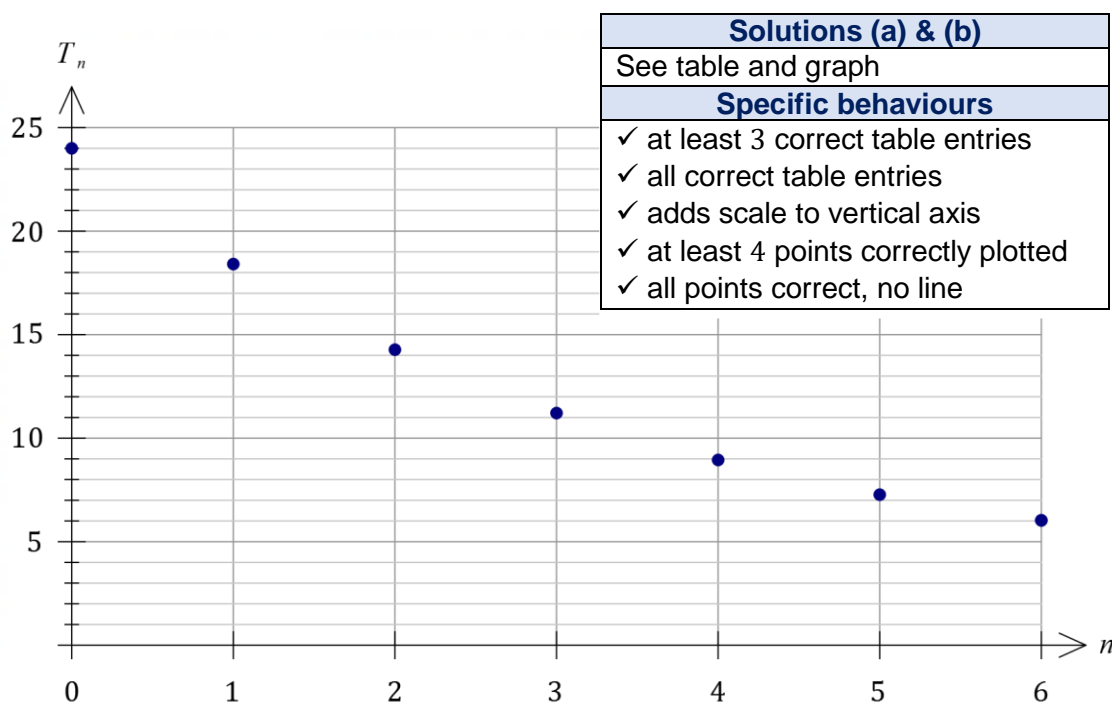 Solutions (a) & (b)
See table and graph
Specific behaviours
✓ at least 3 correct table entries
✓ all correct table entries
✓ adds scale to vertical axis
✓ at least 4 points correctly plotted
✓ all points correct, no line
Tn
25
20
15
10
5
n
0 1 2 3 4 5 6